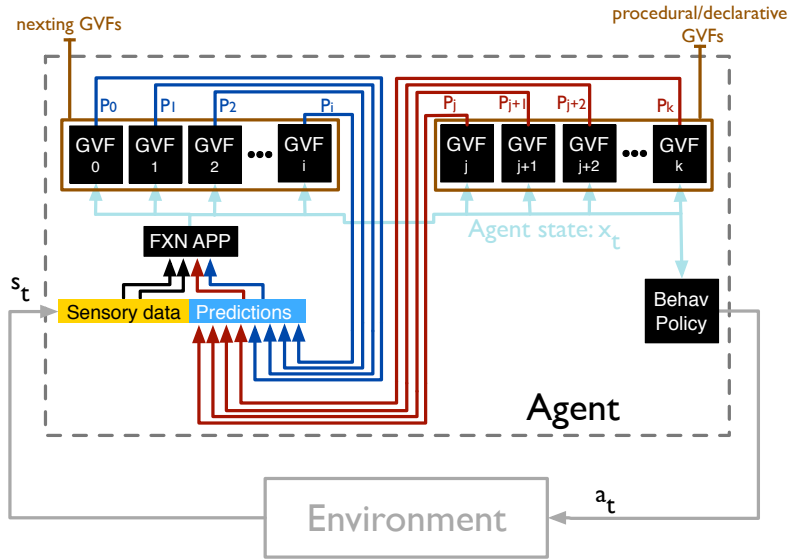 nexting GVFs
procedural/declarative
GVFs
P0 P1 P2 Pi Pj Pj+1 Pj+2 Pk
GVF GVF GVF ••• GVF GVF GVF GVF ••• GVF
0 1 2 i j j+1 j+2 k
Agent state: xt
FXN APP
st
Sensory data Predictions
Behav
Policy
Agent
Environment
at